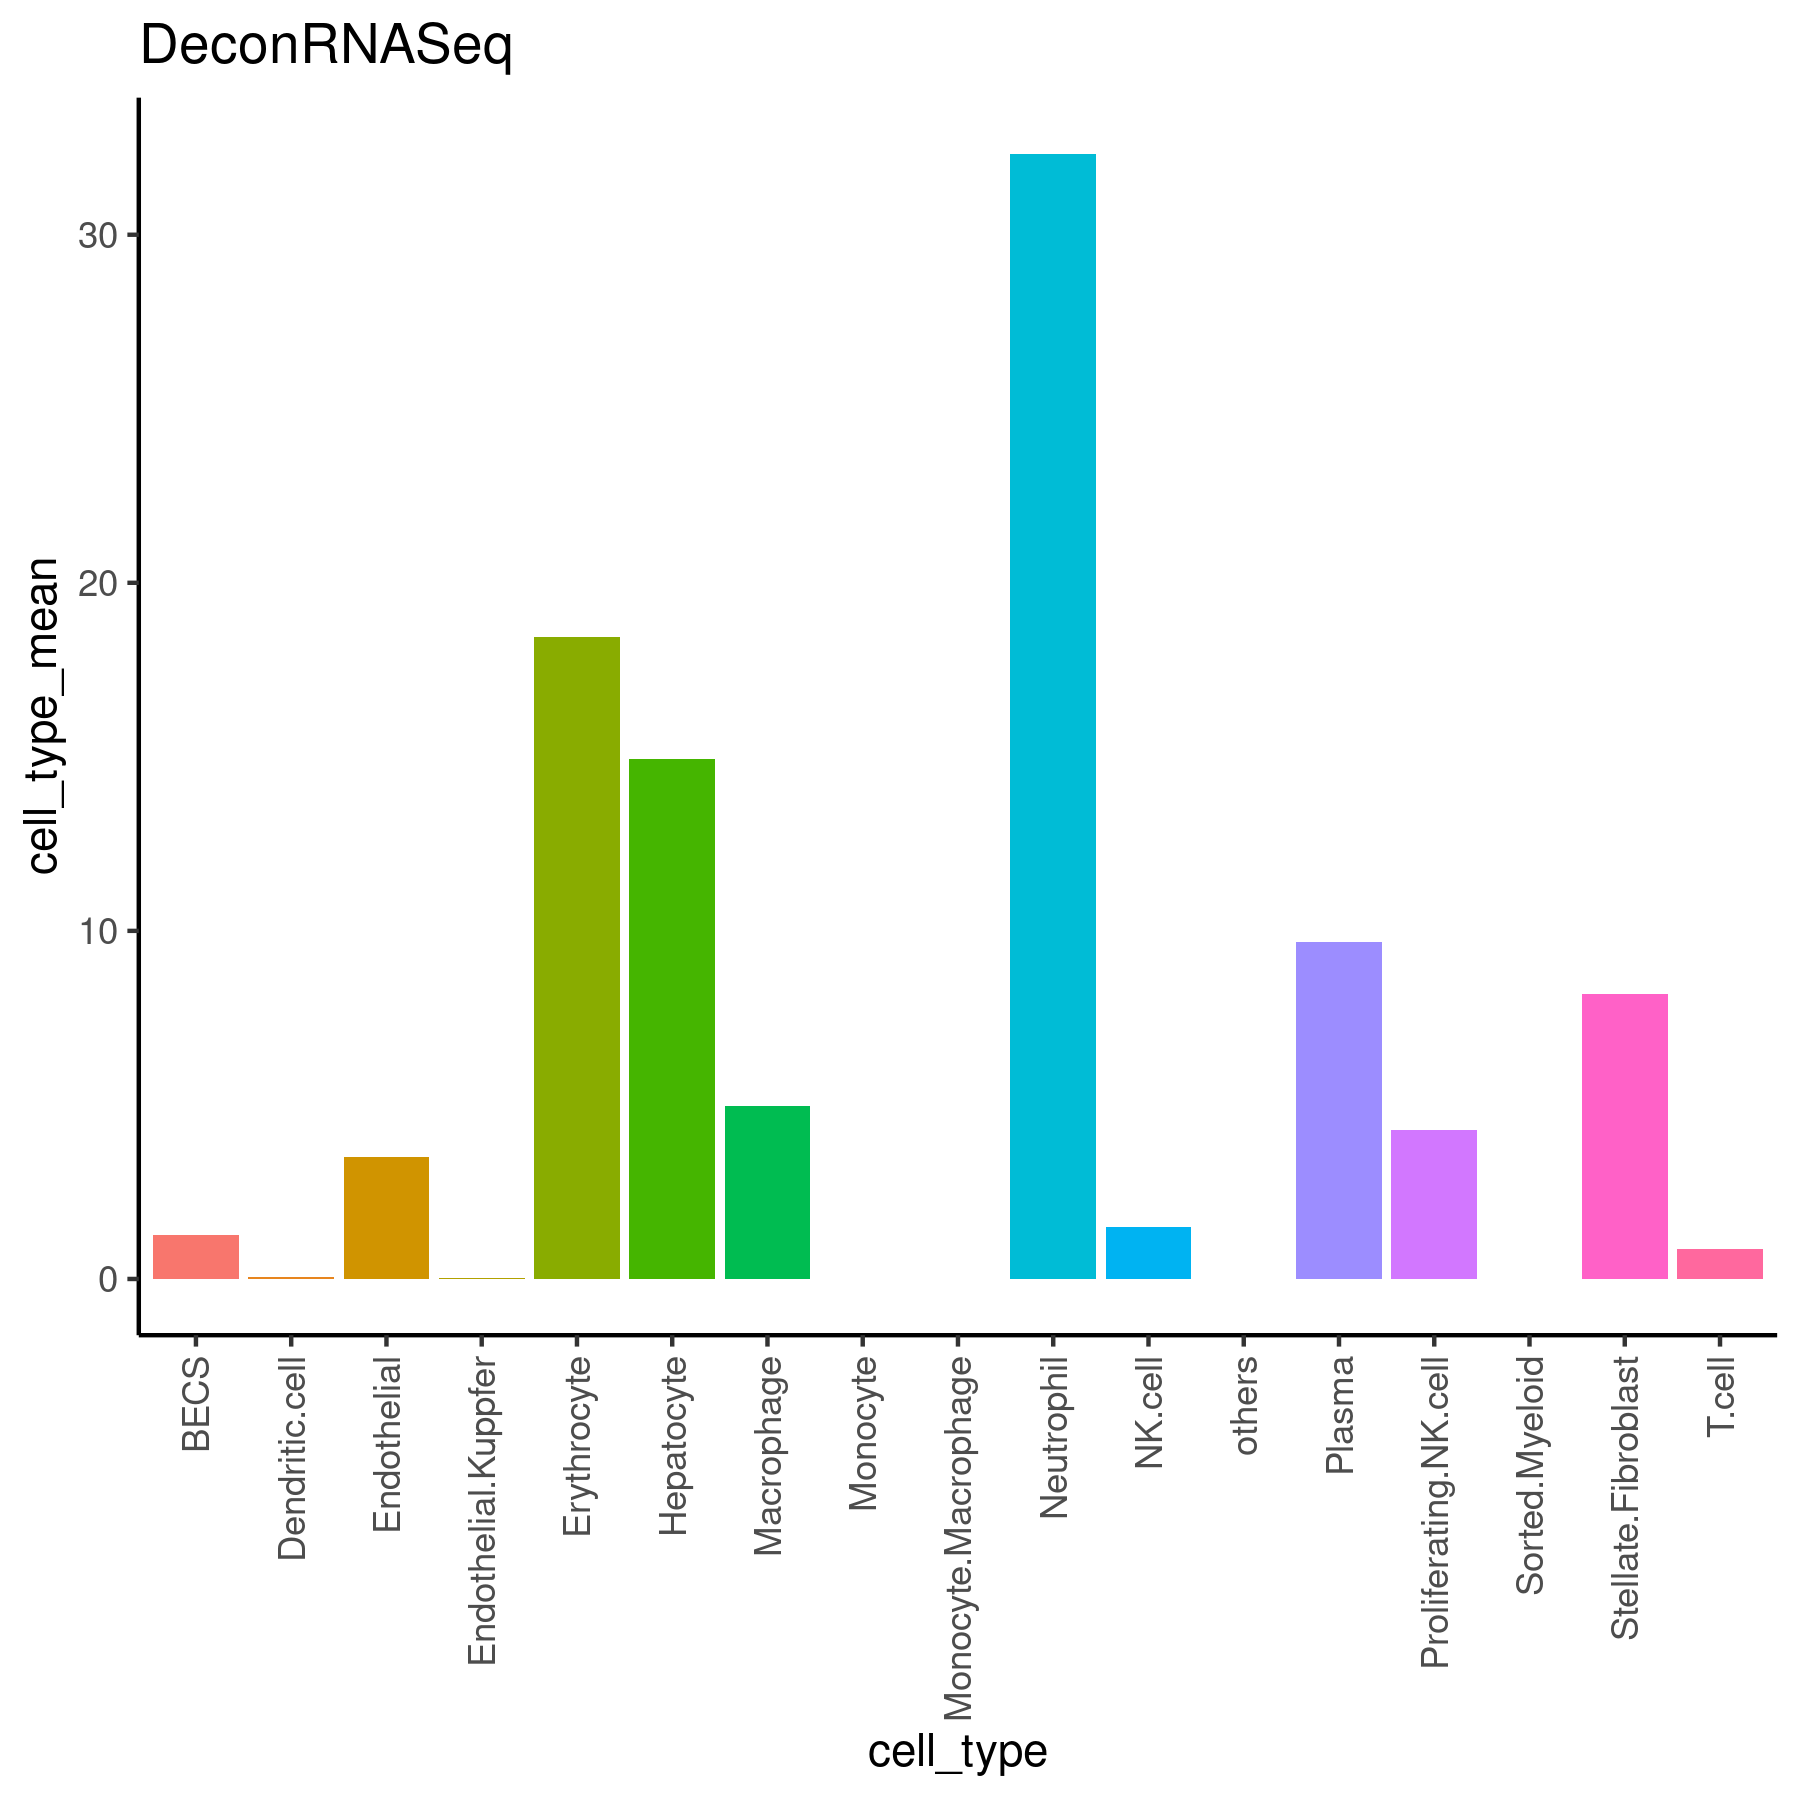 DeconRNASeq
cell_type_mean
30
20
10
0
BECS
Dendritic.cell
Endothelial
Endothelial.Kuppfer
Erythrocyte
Hepatocyte
Macrophage
Monocyte
Monocyte.Macrophage
Neutrophil
NK.cell
others
Plasma
Proliferating.NK.cell
Sorted.Myeloid
Stellate.Fibroblast
T.cell
cell_type